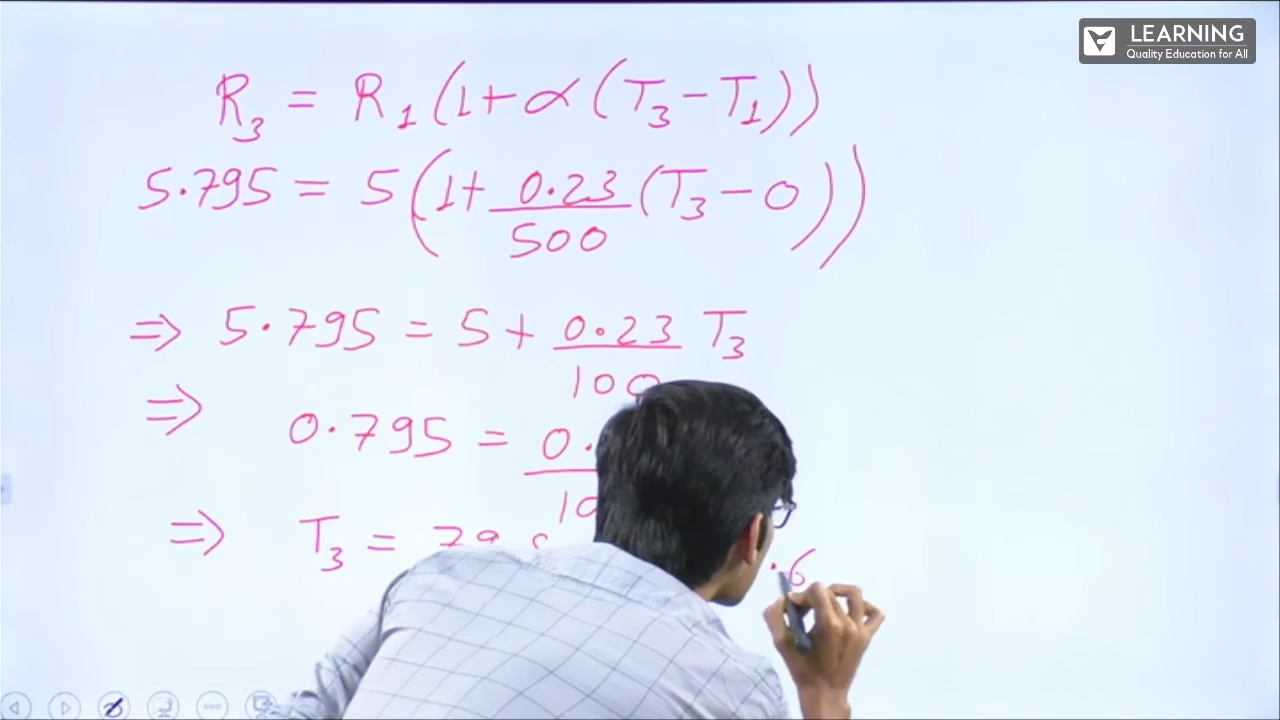 LEARNING
Quality Education for All
R₃ = R₁(1+α(T₃−T₁))
5.795 = 5(1+0.23/500(T₃−0))
⇒ 5.795 = 5+0.23/100 T₃
⇒ 0.795 =
⇒ T₃ =